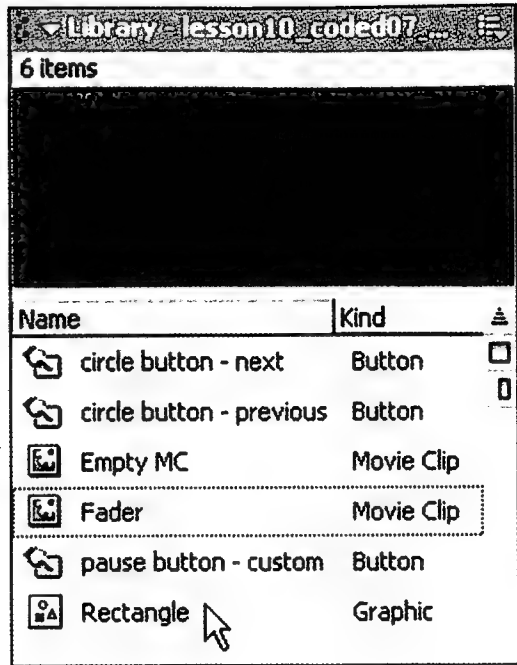 Library - lesson10_coded07_...
6 items
Name Kind
circle button - next Button
circle button - previous Button
Empty MC Movie Clip
Fader Movie Clip
pause button - custom Button
Rectangle Graphic